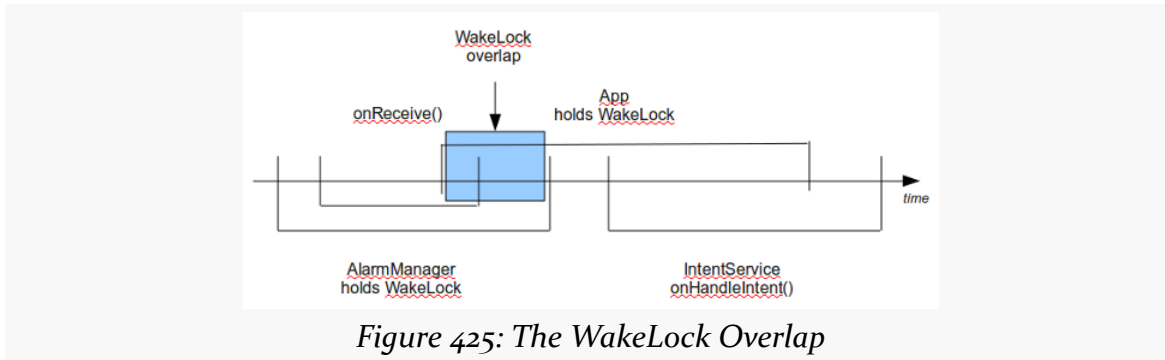 WakeLock
overlap
onReceive()
App
holds WakeLock
time
AlarmManager
holds WakeLock
IntentService
onHandleIntent()
Figure 425: The WakeLock Overlap